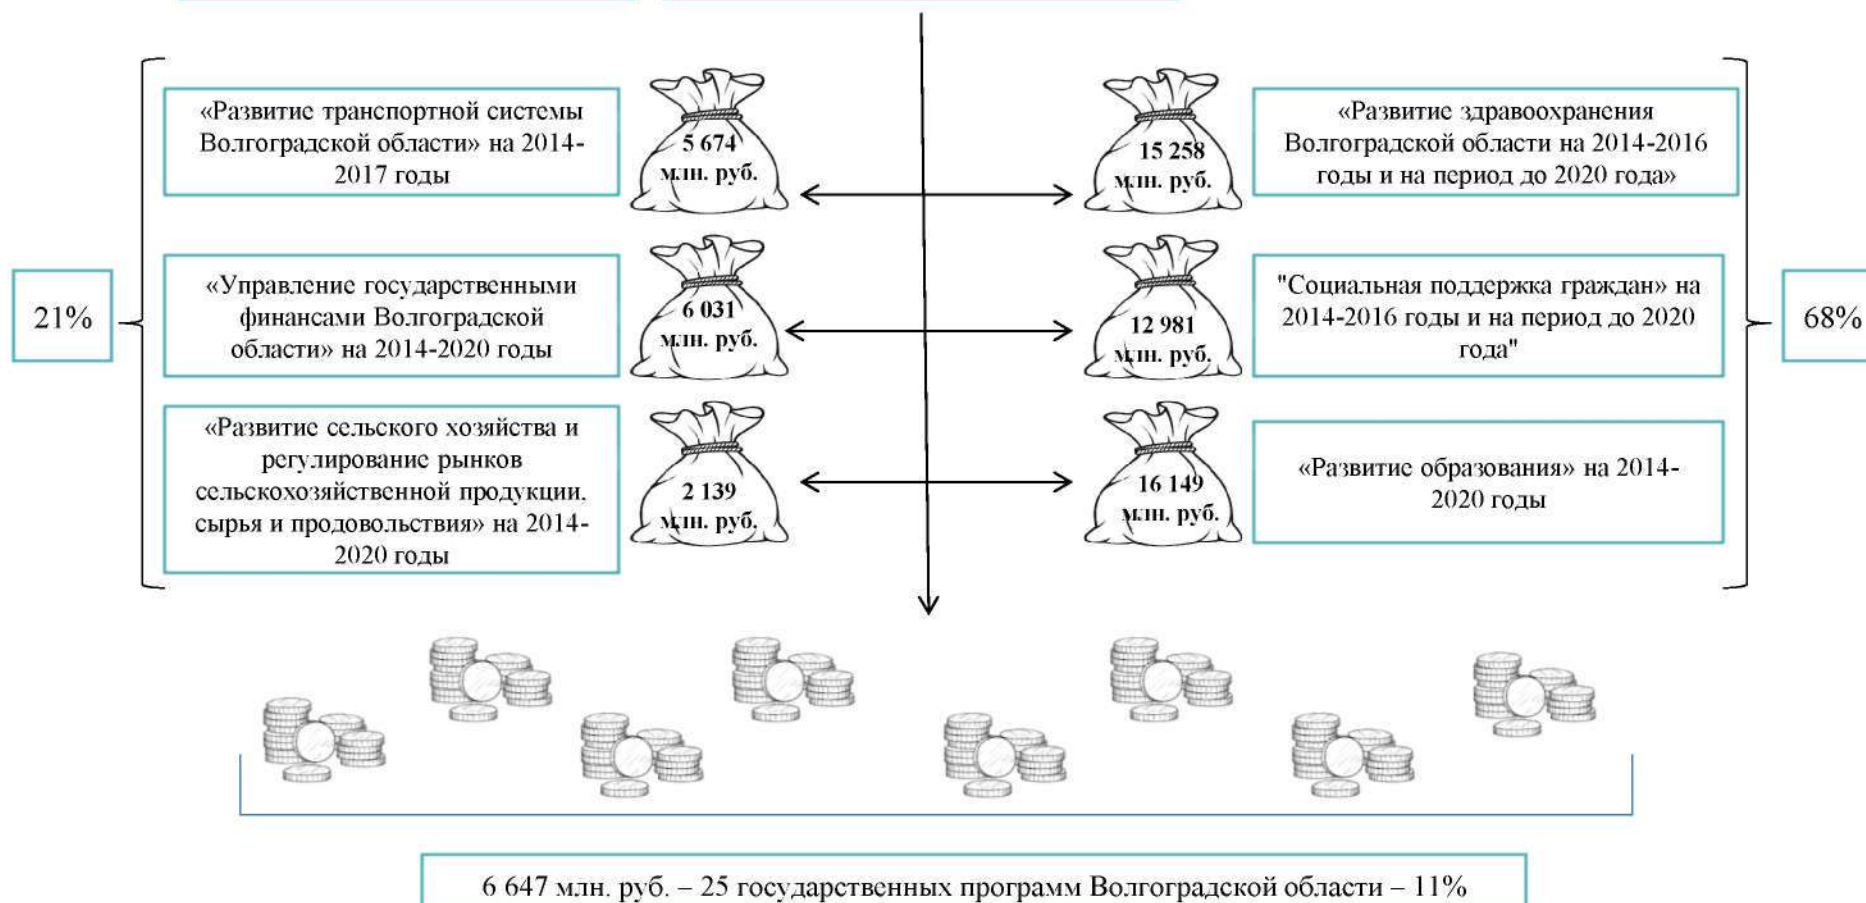 21%
«Развитие транспортной системы
Волгоградской области» на 2014-
2017 годы
5 674
млн. руб.
«Управление государственными
финансами Волгоградской
области» на 2014-2020 годы
6 031
млн. руб.
«Развитие сельского хозяйства и
регулирование рынков
сельскохозяйственной продукции,
сырья и продовольствия» на 2014-
2020 годы
2 139
млн. руб.
15 258
млн. руб.
«Развитие здравоохранения
Волгоградской области на 2014-2016
годы и на период до 2020 года»
12 981
млн. руб.
"Социальная поддержка граждан» на
2014-2016 годы и на период до 2020
года"
16 149
млн. руб.
«Развитие образования» на 2014-
2020 годы
68%
6 647 млн. руб. – 25 государственных программ Волгоградской области – 11%